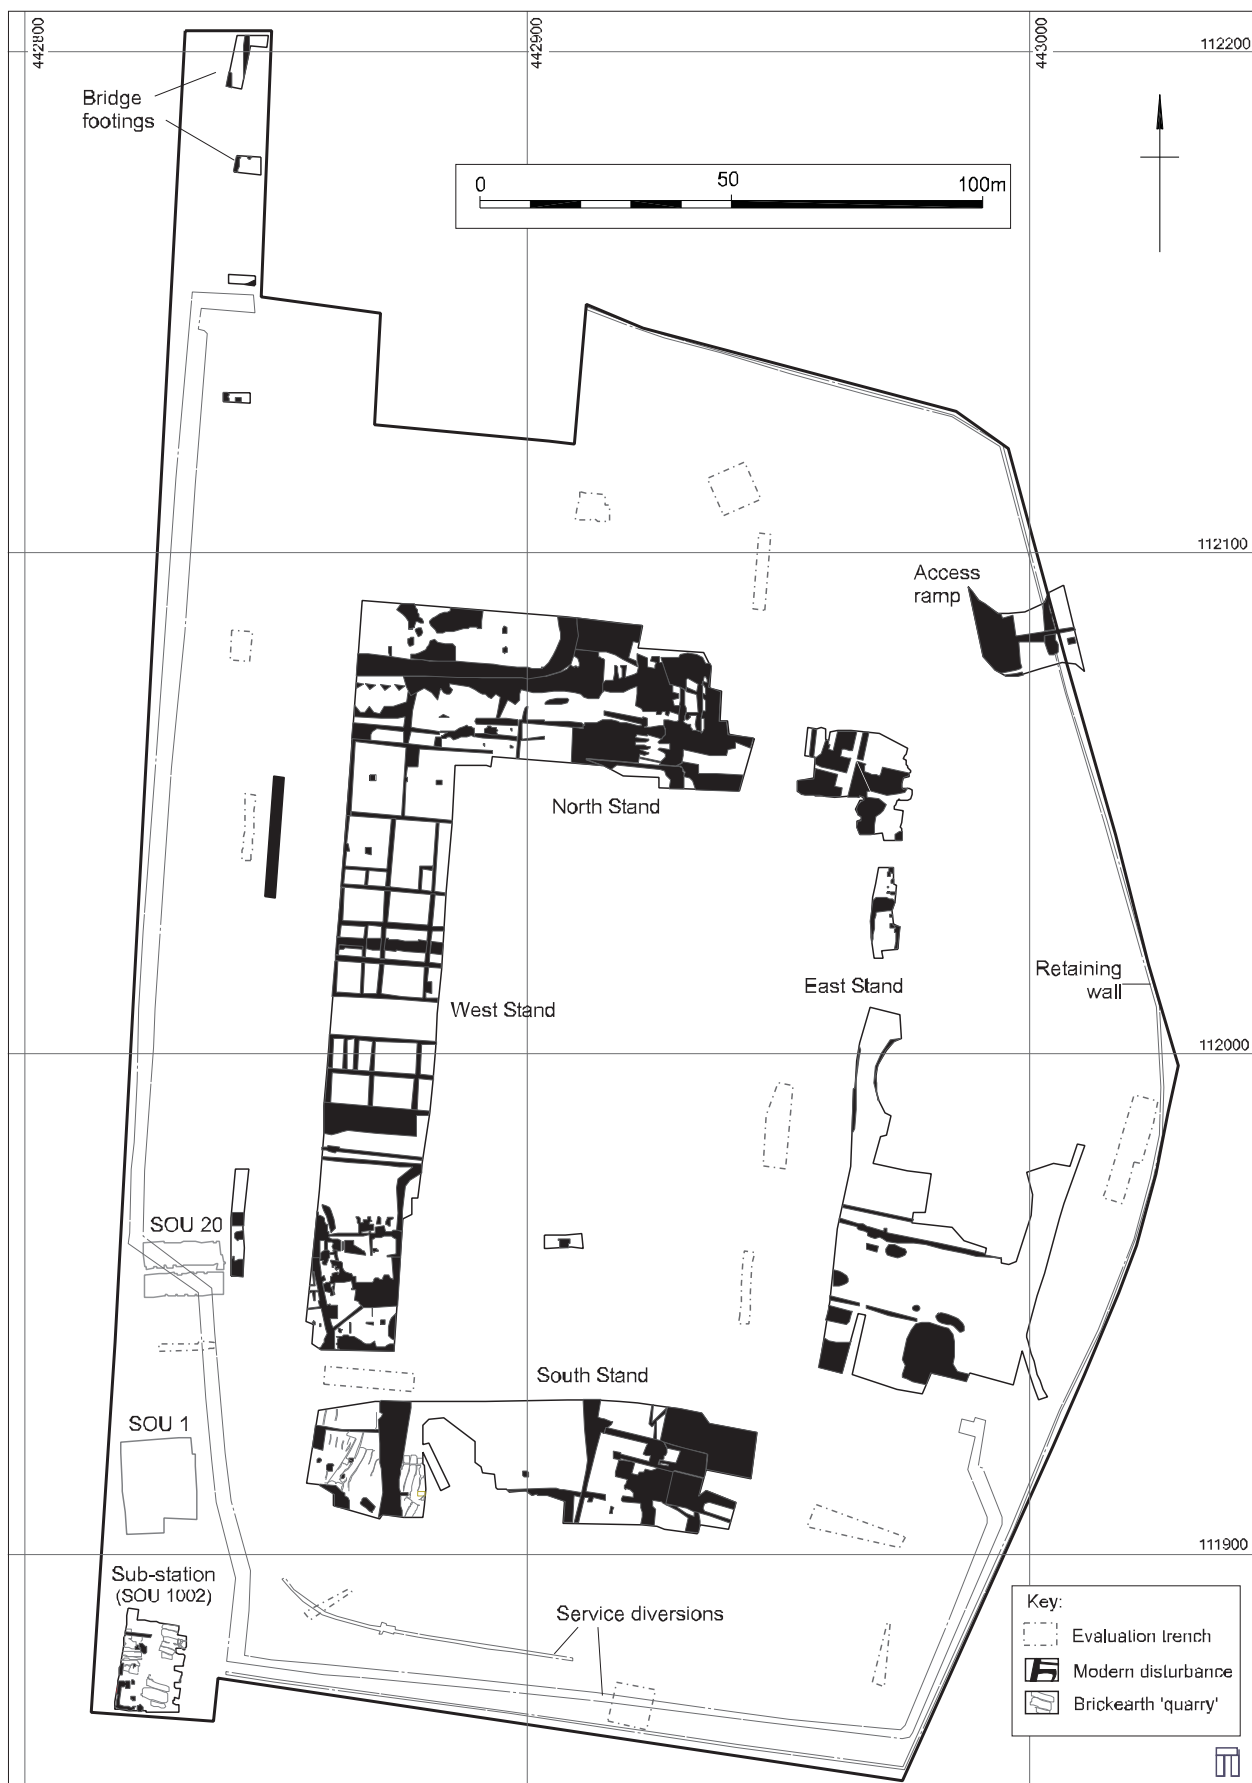 442800
442900
443000
112200
Bridge
footings
0
50
100m
112100
Access
ramp
North Stand
East Stand
Retaining
wall
West Stand
112000
SOU 20
South Stand
SOU 1
111900
Sub-station
(SOU 1002)
Service diversions
Key:
Evaluation trench
Modern disturbance
Brickearth 'quarry'